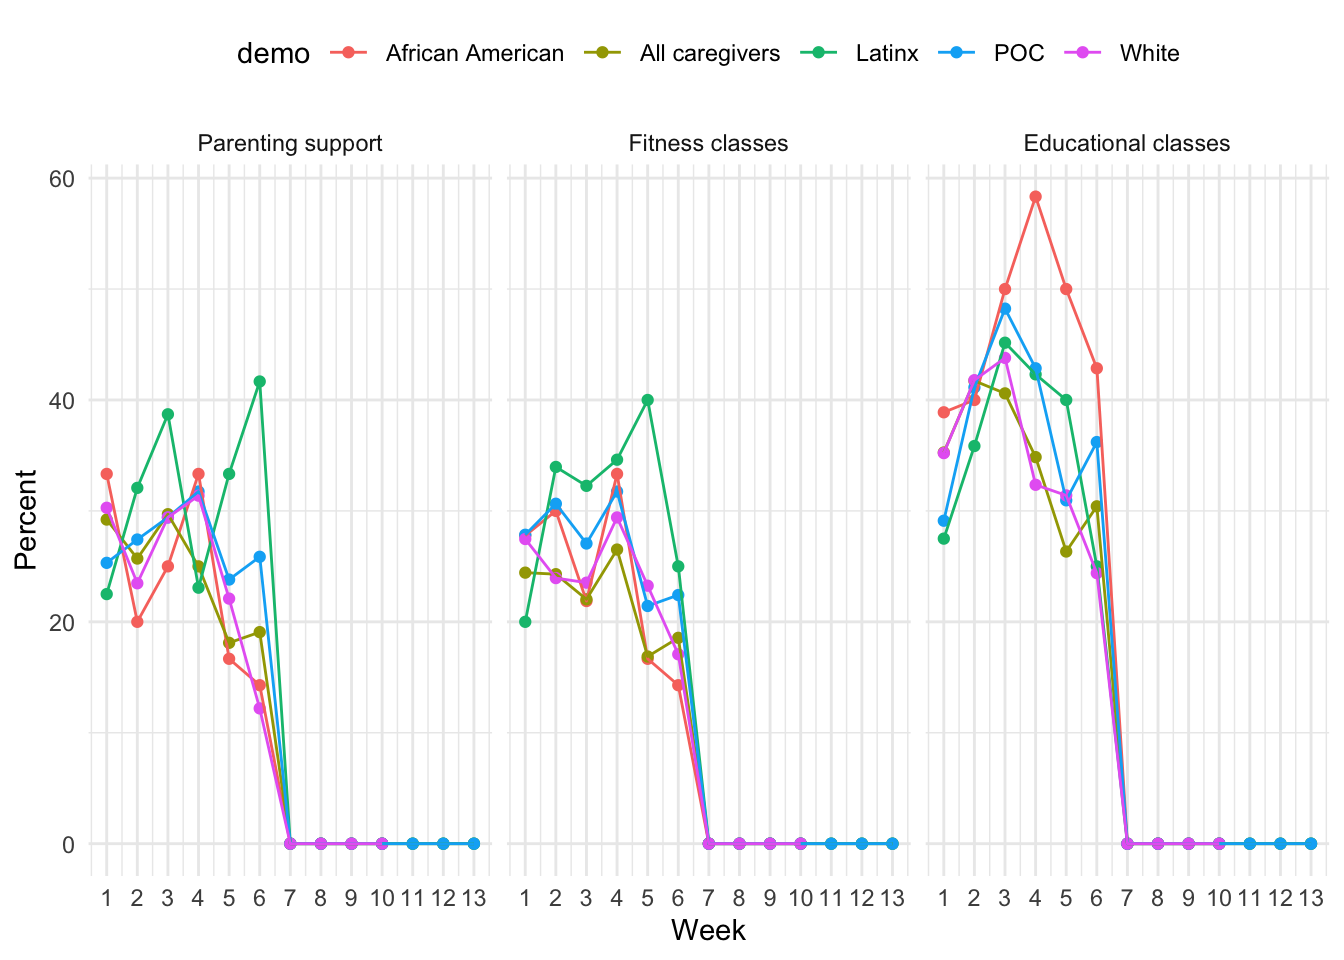 demo African American All caregivers Latinx POC White
Parenting support Fitness classes Educational classes
60
40
20
0
Percent
1 2 3 4 5 6 7 8 9 10 11 12 13 1 2 3 4 5 6 7 8 9 10 11 12 13 1 2 3 4 5 6 7 8 9 10 11 12 13
Week